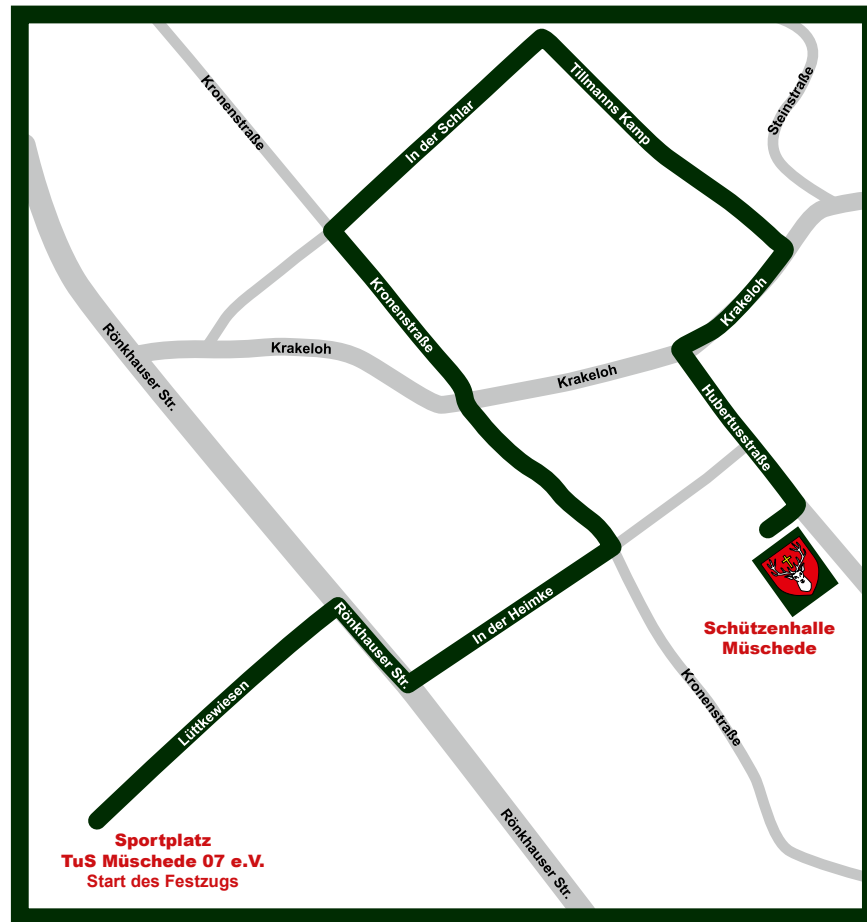 Kronenstraße
In der Schlar
Tillmanns Kamp
Steinstraße
Rönkhauser Str.
Krakeloh
Kronenstraße
Krakeloh
Krakeloh
Hubertusstraße
Rönkhauser Str.
In der Heimke
Lüttkewiesen
Schützenhalle
Müschede
Kronenstraße
Rönkhauser Str.
Sportplatz
TuS Müschede 07 e.V.
Start des Festzugs